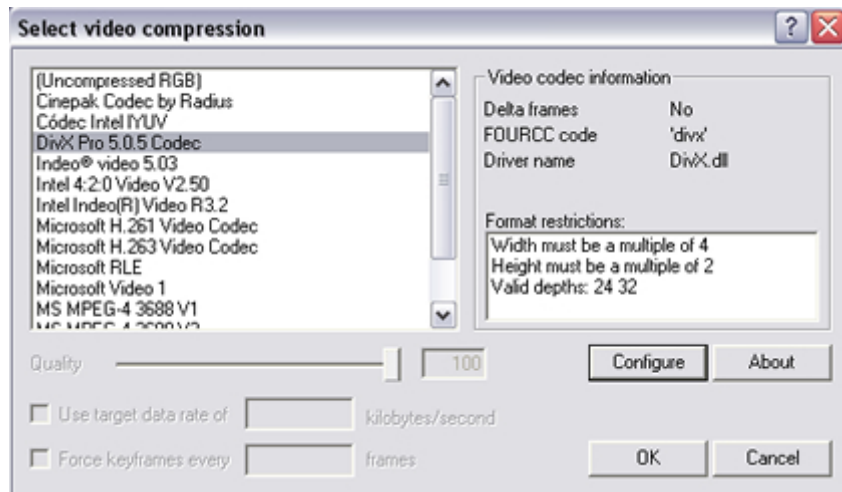 Select video compression
(Uncompressed RGB)
Cinepak Codec by Radius
Códec Intel IYUV
DivX Pro 5.0.5 Codec
Indeo® video 5.03
Intel 4:2:0 Video V2.50
Intel Indeo(R) Video R3.2
Microsoft H.261 Video Codec
Microsoft H.263 Video Codec
Microsoft RLE
Microsoft Video 1
MS MPEG-4 3688 V1
Video codec information
Delta frames No
FOURCC code 'divx'
Driver name DivX.dll
Format restrictions:
Width must be a multiple of 4
Height must be a multiple of 2
Valid depths: 24 32
Quality 100
Configure About
Use target data rate of kilobytes/second
Force keyframes every frames
OK Cancel